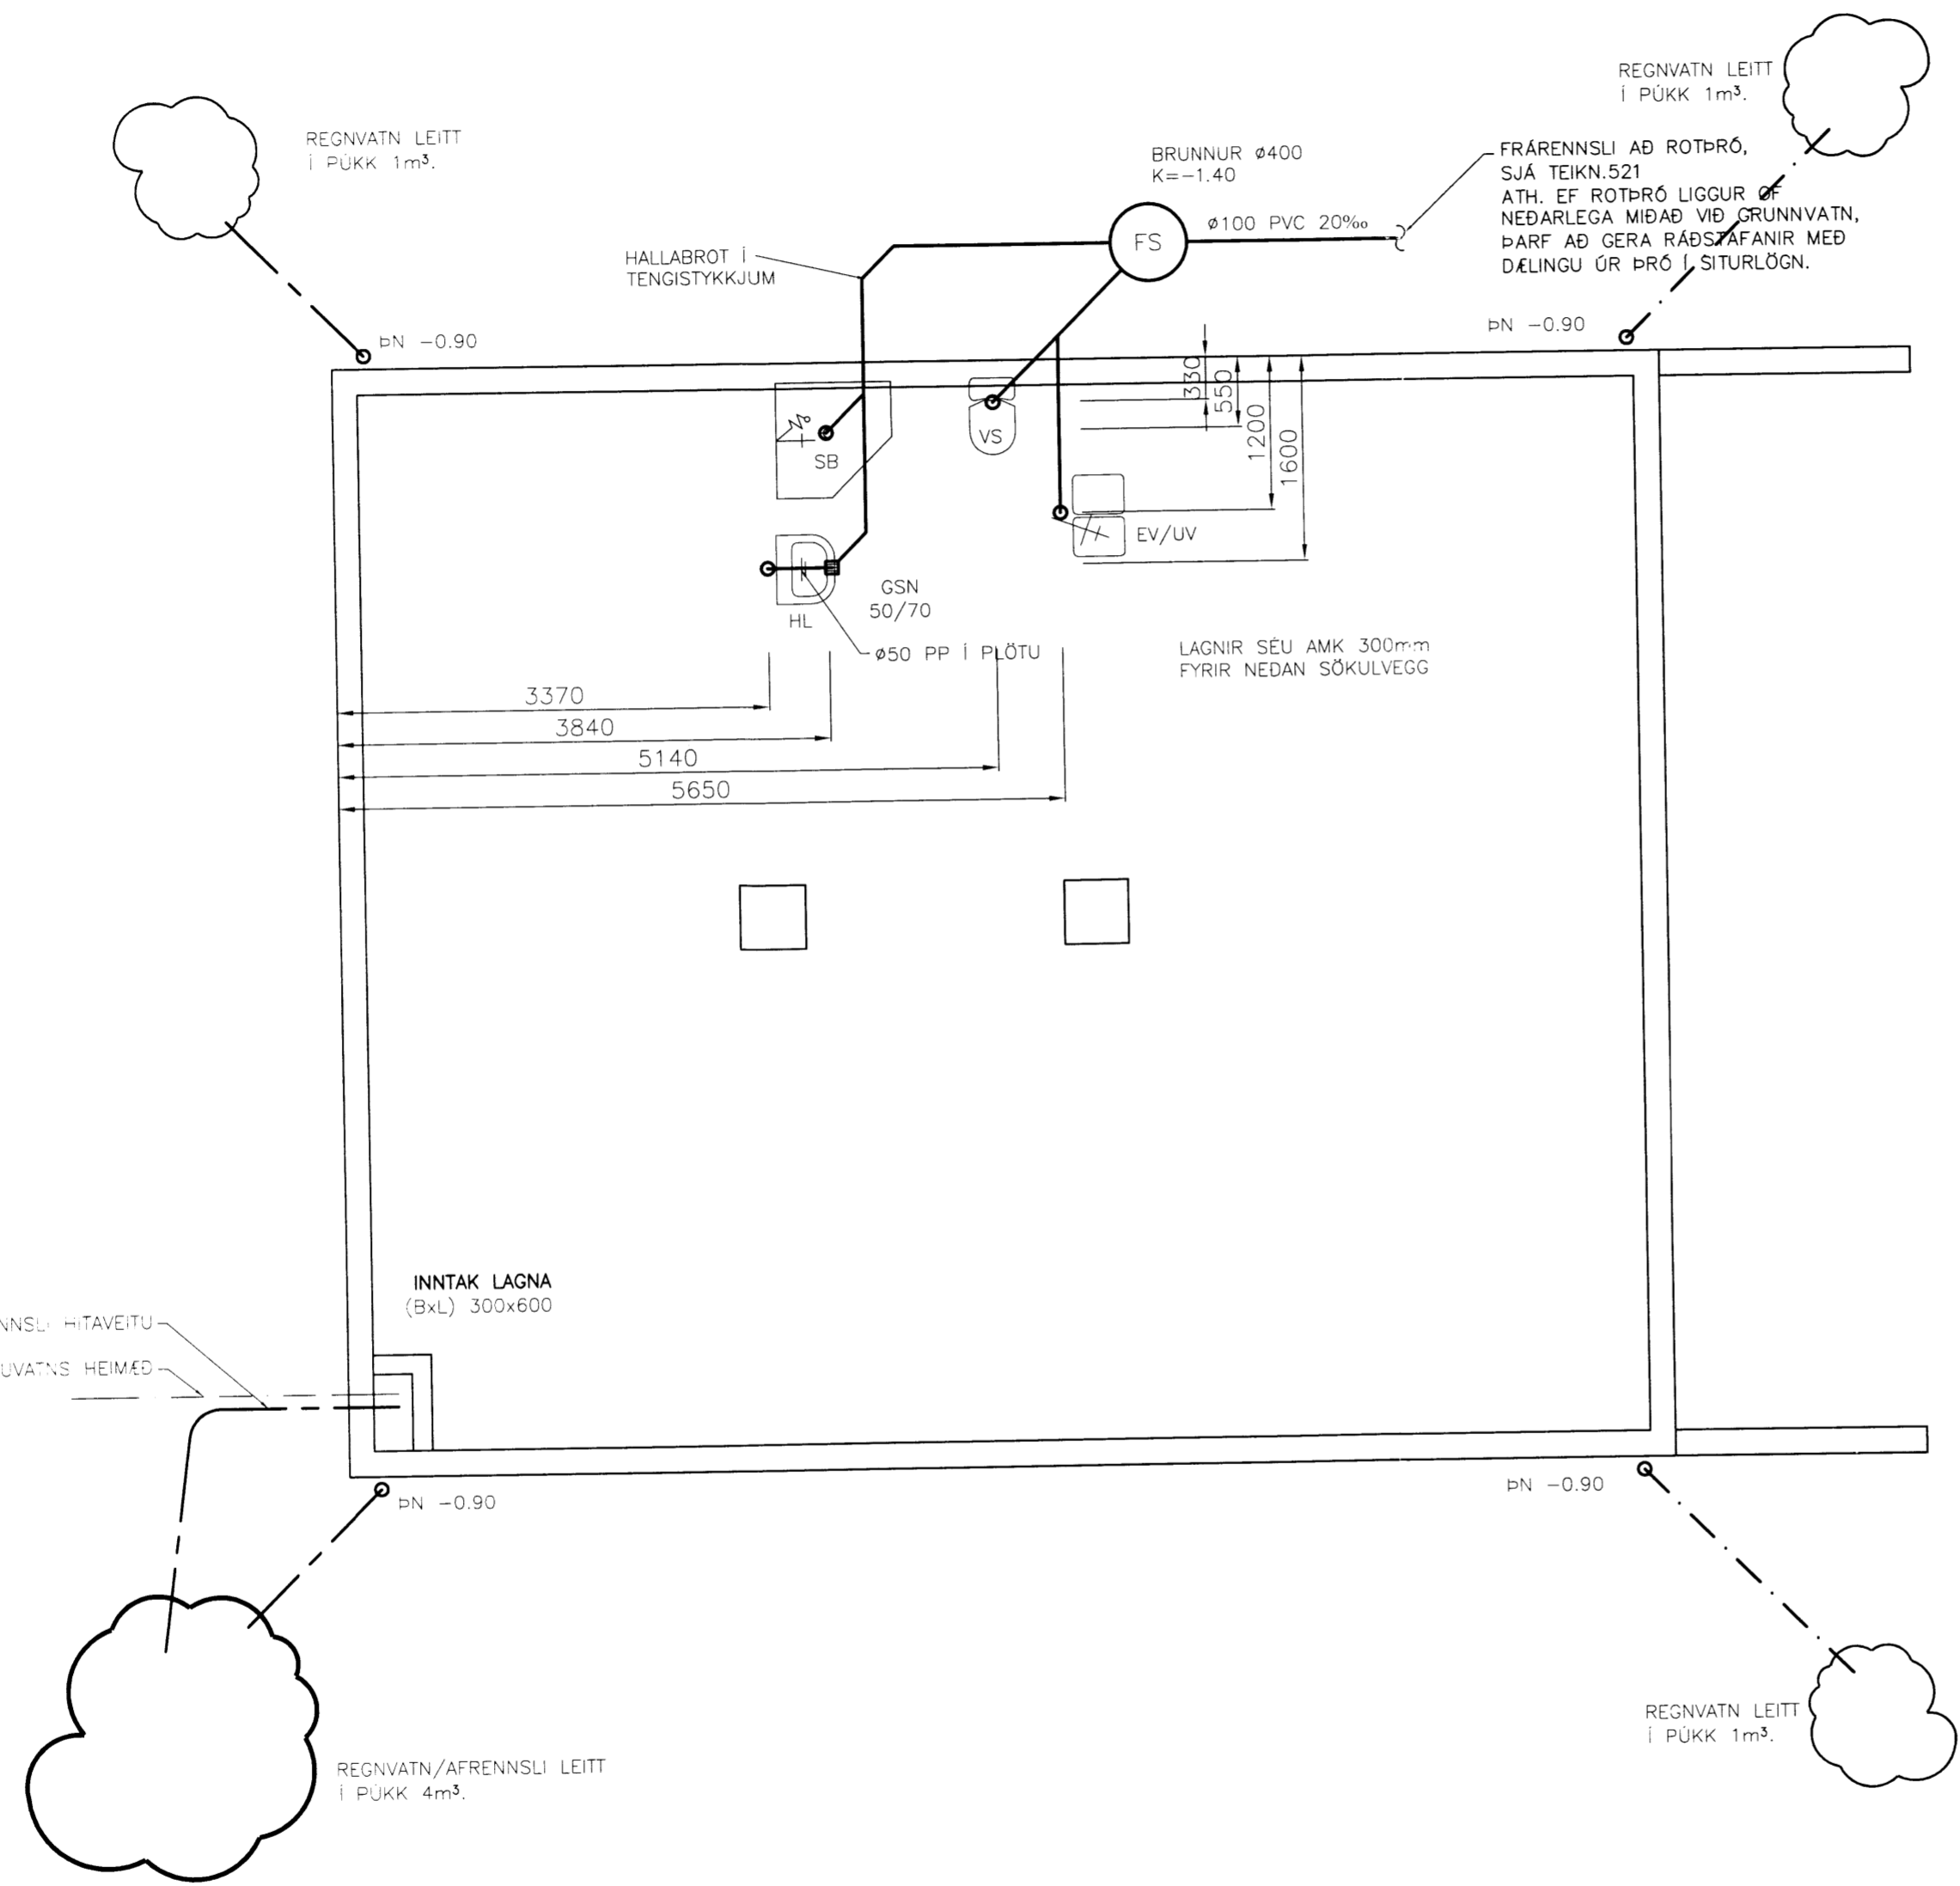 REGNVATN LEITT
Í PÚKK 1m³.
REGNVATN LEITT
Í PÚKK 1m³.
BRUNNUR ø400
K=-1.40
FRÁRENNSLI AÐ ROTÞRÓ,
SJÁ TEIKN.521
ATH. EF ROTÞRÓ LIGGUR OF
NEÐARLEGA MIÐAÐ VIÐ GRUNNVATN,
ÞARF AÐ GERA RÁÐSTAFANIR MEÐ
DÆLINGU ÚR ÞRÓ Í SITURLÖGN.
FS
ø100 PVC 20‰
HALLABROT Í
TENGISTYKKJUM
ÞN -0.90
ÞN -0.90
330
550
1200
1600
SB
VS
EV/UV
HL
GSN
50/70
ø50 PP Í PLÖTU
LAGNIR SÉU AMK 300mm
FYRIR NEÐAN SÖKULVEGG
3370
3840
5140
5650
INNTAK LAGNA
(BxL) 300x600
HITAVEITU
HEIMÆÐ
ÞN -0.90
ÞN -0.90
REGNVATN LEITT
Í PÚKK 1m³.
REGNVATN/AFRENNSLI LEITT
Í PÚKK 4m³.